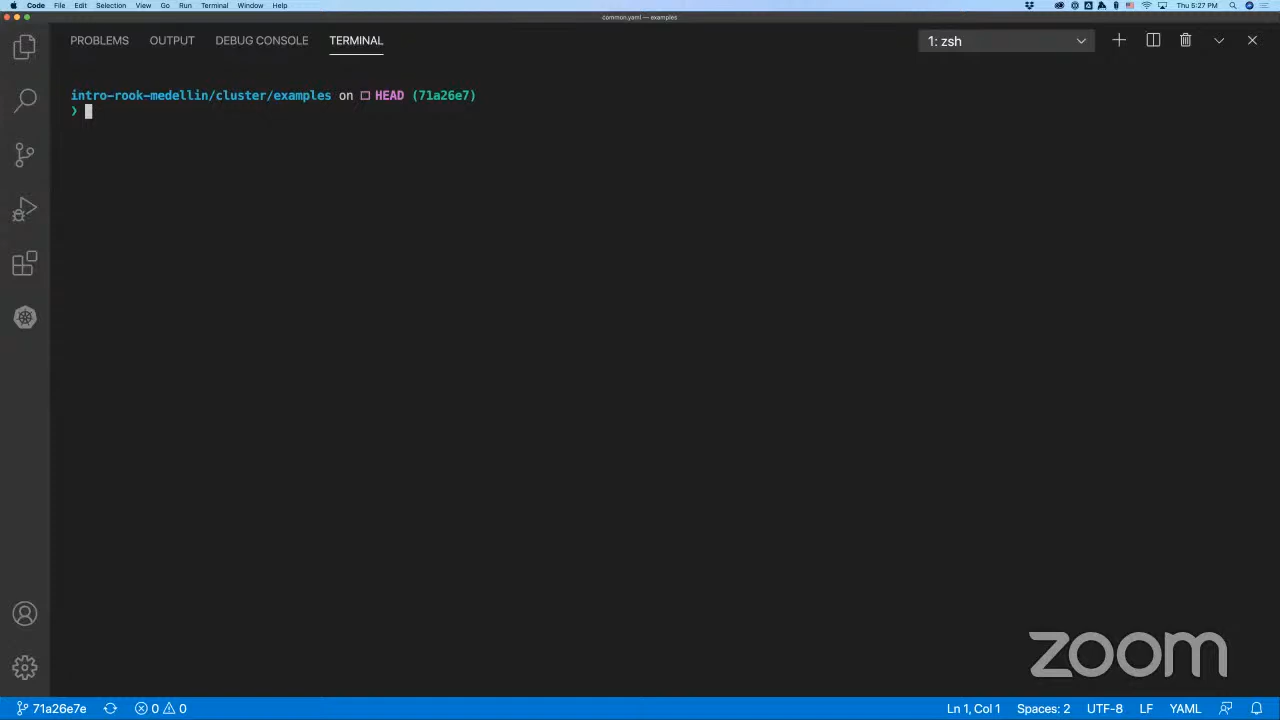 Code File Edit Selection View Go Run Terminal Window Help Thu 5:27 PM
common.yaml — examples
PROBLEMS OUTPUT DEBUG CONSOLE TERMINAL 1: zsh
intro-rook-medellin/cluster/examples on HEAD (71a26e7)
❯
zoom
71a26e7e 0 0 Ln 1, Col 1 Spaces: 2 UTF-8 LF YAML